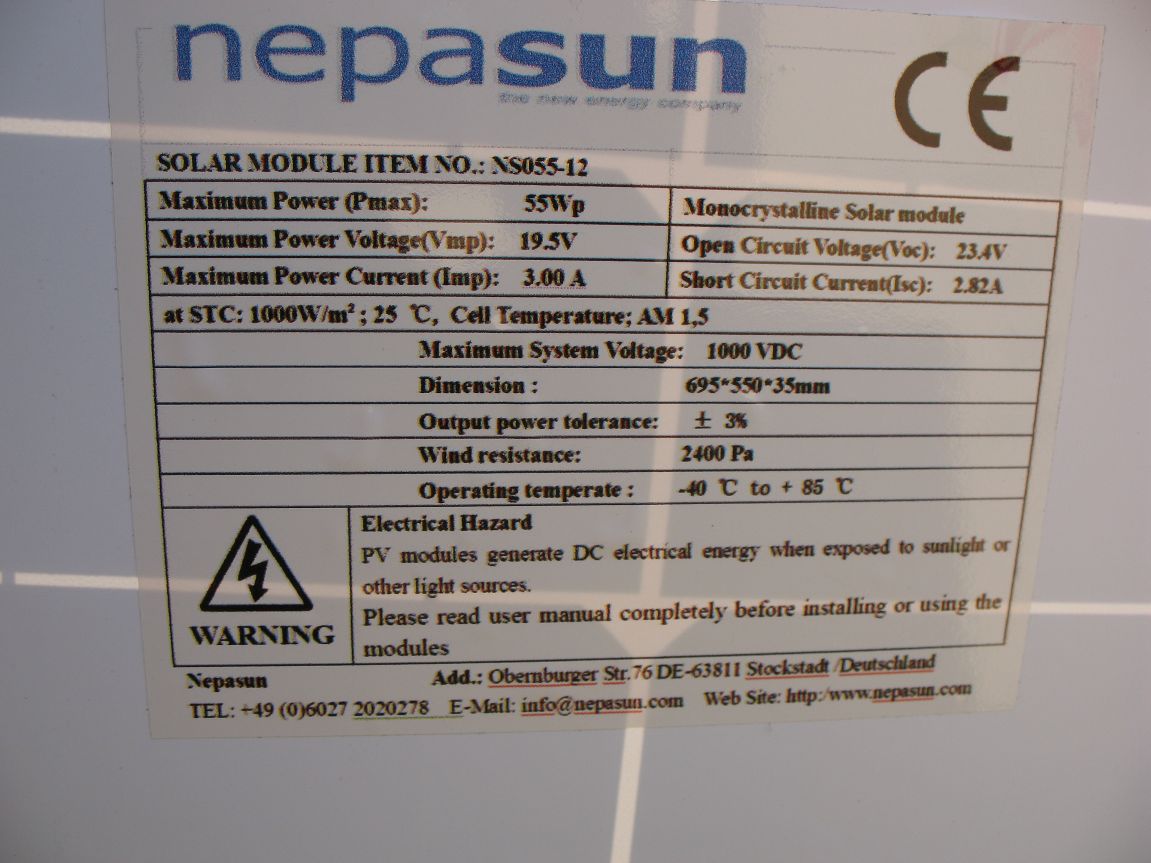 nepasun
the new energy company
CE
SOLAR MODULE ITEM NO.: NS055-12
Maximum Power (Pmax): 55Wp
Monocrystalline Solar module
Maximum Power Voltage(Vmp): 19.5V
Open Circuit Voltage(Voc): 23.4V
Maximum Power Current (Imp): 3.00 A
Short Circuit Current(Isc): 2.82A
at STC: 1000W/m²; 25 ℃, Cell Temperature; AM 1,5
Maximum System Voltage: 1000 VDC
Dimension : 695*550*35mm
Output power tolerance: ± 3%
Wind resistance: 2400 Pa
Operating temperate : -40 ℃ to + 85 ℃
WARNING
Electrical Hazard
PV modules generate DC electrical energy when exposed to sunlight or
other light sources.
Please read user manual completely before installing or using the
modules
Nepasun Add.: Obernburger Str.76 DE-63811 Stockstadt /Deutschland
TEL: +49 (0)6027 2020278 E-Mail: info@nepasun.com Web Site: http:/www.nepasun.com